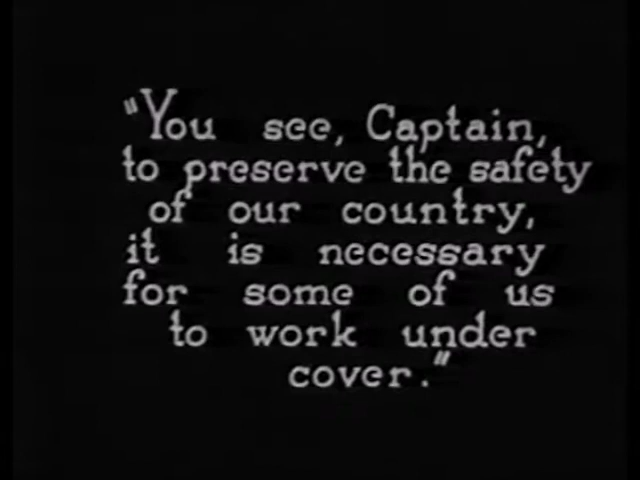 "You see, Captain,
to preserve the safety
of our country,
it is necessary
for some of us
to work under
cover."